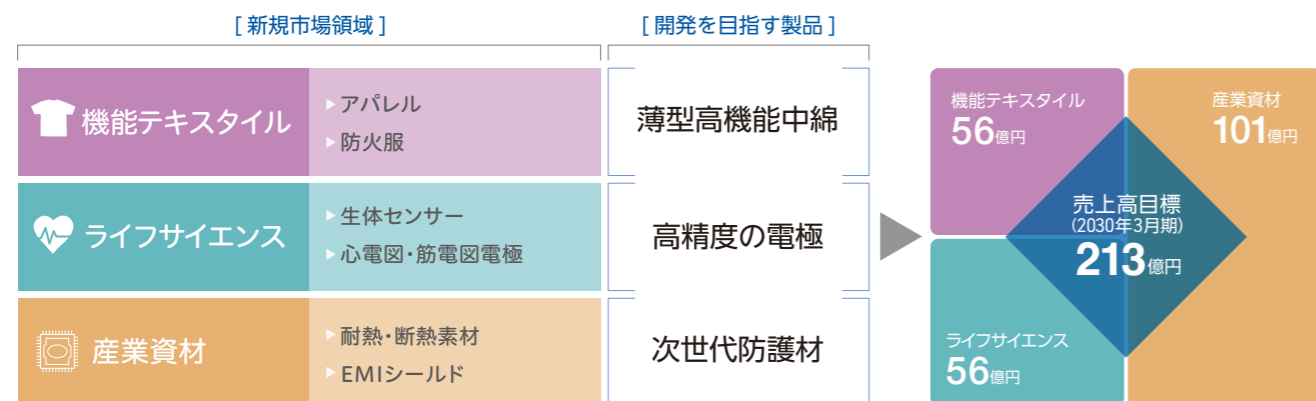 [ 新規市場領域 ]
[ 開発を目指す製品 ]
機能テキスタイル
アパレル
防火服
薄型高機能中綿
ライフサイエンス
生体センサー
心電図・筋電図電極
高精度の電極
産業資材
耐熱・断熱素材
EMIシールド
次世代防護材
機能テキスタイル
56億円
産業資材
101億円
売上高目標
(2030年3月期)
213億円
ライフサイエンス
56億円